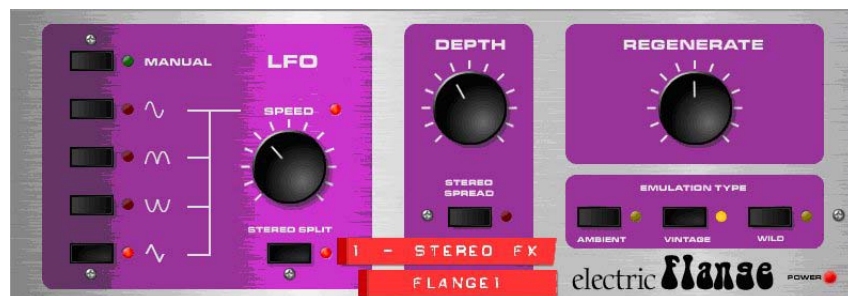 MANUAL
LFO
SPEED
STEREO SPLIT
DEPTH
STEREO
SPREAD
REGENERATE
EMULATION TYPE
AMBIENT VINTAGE WILD
1 - STEREO FX
FLANGE1
electric flange
POWER